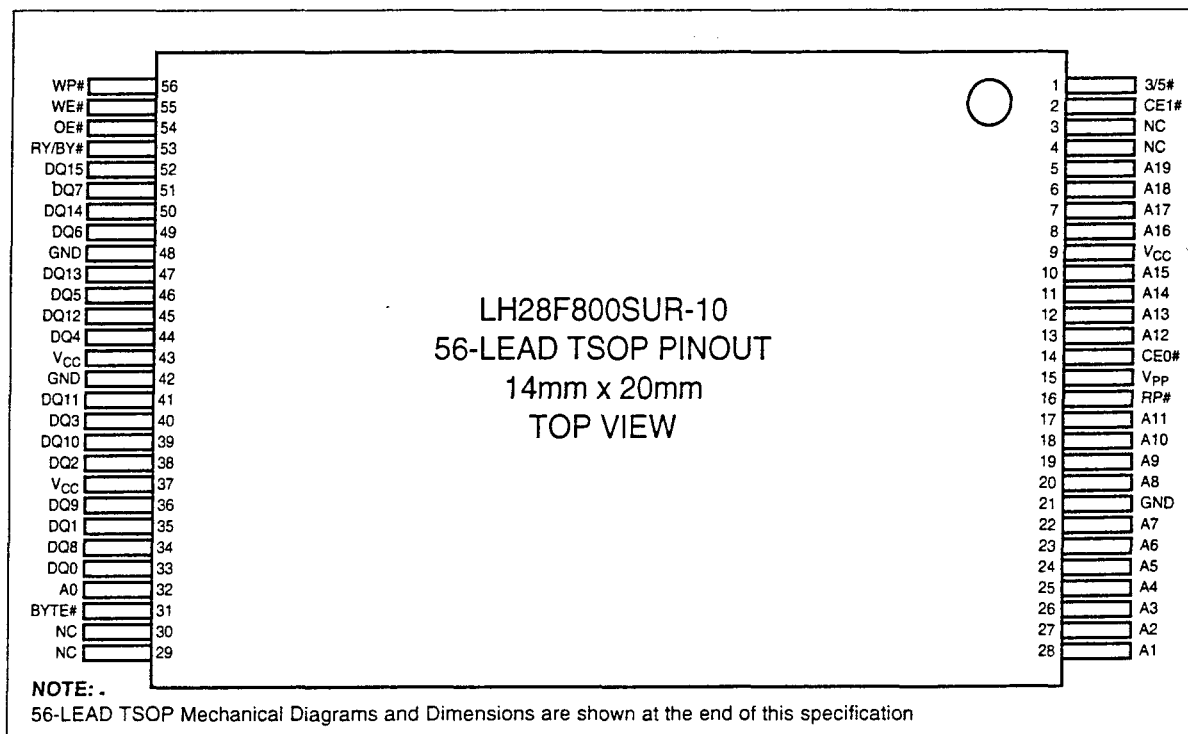 WP# 56 1 3/5#
WE# 55 2 CE1#
OE# 54 3 NC
RY/BY# 53 4 NC
DQ15 52 5 A19
DQ7 51 6 A18
DQ14 50 7 A17
DQ6 49 8 A16
GND 48 9 VCC
DQ13 47 10 A15
DQ5 46 11 A14
DQ12 45 12 A13
DQ4 44 13 A12
VCC 43 14 CE0#
GND 42 15 VPP
DQ11 41 16 RP#
DQ3 40 17 A11
DQ10 39 18 A10
DQ2 38 19 A9
VCC 37 20 A8
DQ9 36 21 GND
DQ1 35 22 A7
DQ8 34 23 A6
DQ0 33 24 A5
A0 32 25 A4
BYTE# 31 26 A3
NC 30 27 A2
NC 29 28 A1
LH28F800SUR-10
56-LEAD TSOP PINOUT
14mm x 20mm
TOP VIEW
NOTE:
56-LEAD TSOP Mechanical Diagrams and Dimensions are shown at the end of this specification